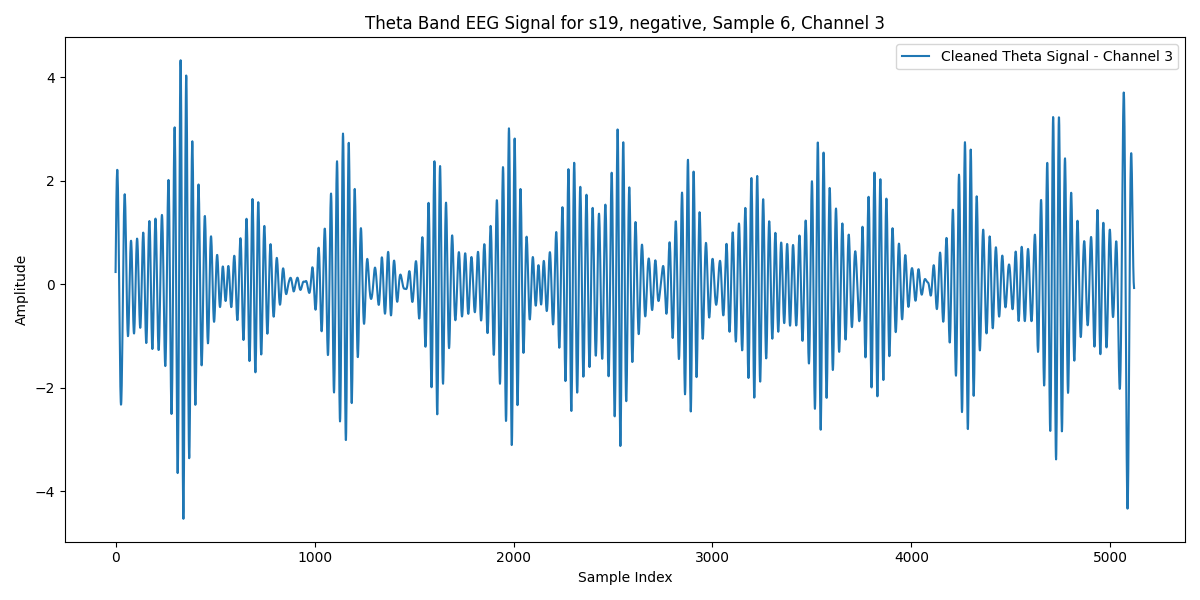 Theta Band EEG Signal for s19, negative, Sample 6, Channel 3
Cleaned Theta Signal - Channel 3
Amplitude
4
2
0
−2
−4
0 1000 2000 3000 4000 5000
Sample Index